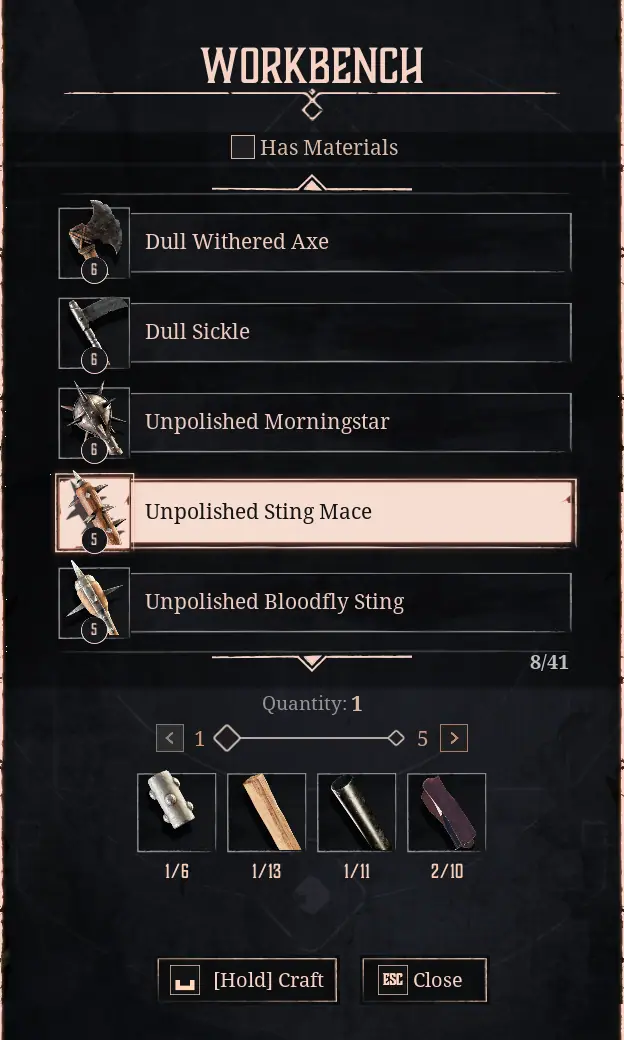 WORKBENCH
Has Materials
6
Dull Withered Axe
6
Dull Sickle
6
Unpolished Morningstar
5
Unpolished Sting Mace
5
Unpolished Bloodfly Sting
8/41
Quantity: 1
< 1 5 >
1/6 1/13 1/11 2/10
[Hold] Craft ESC Close